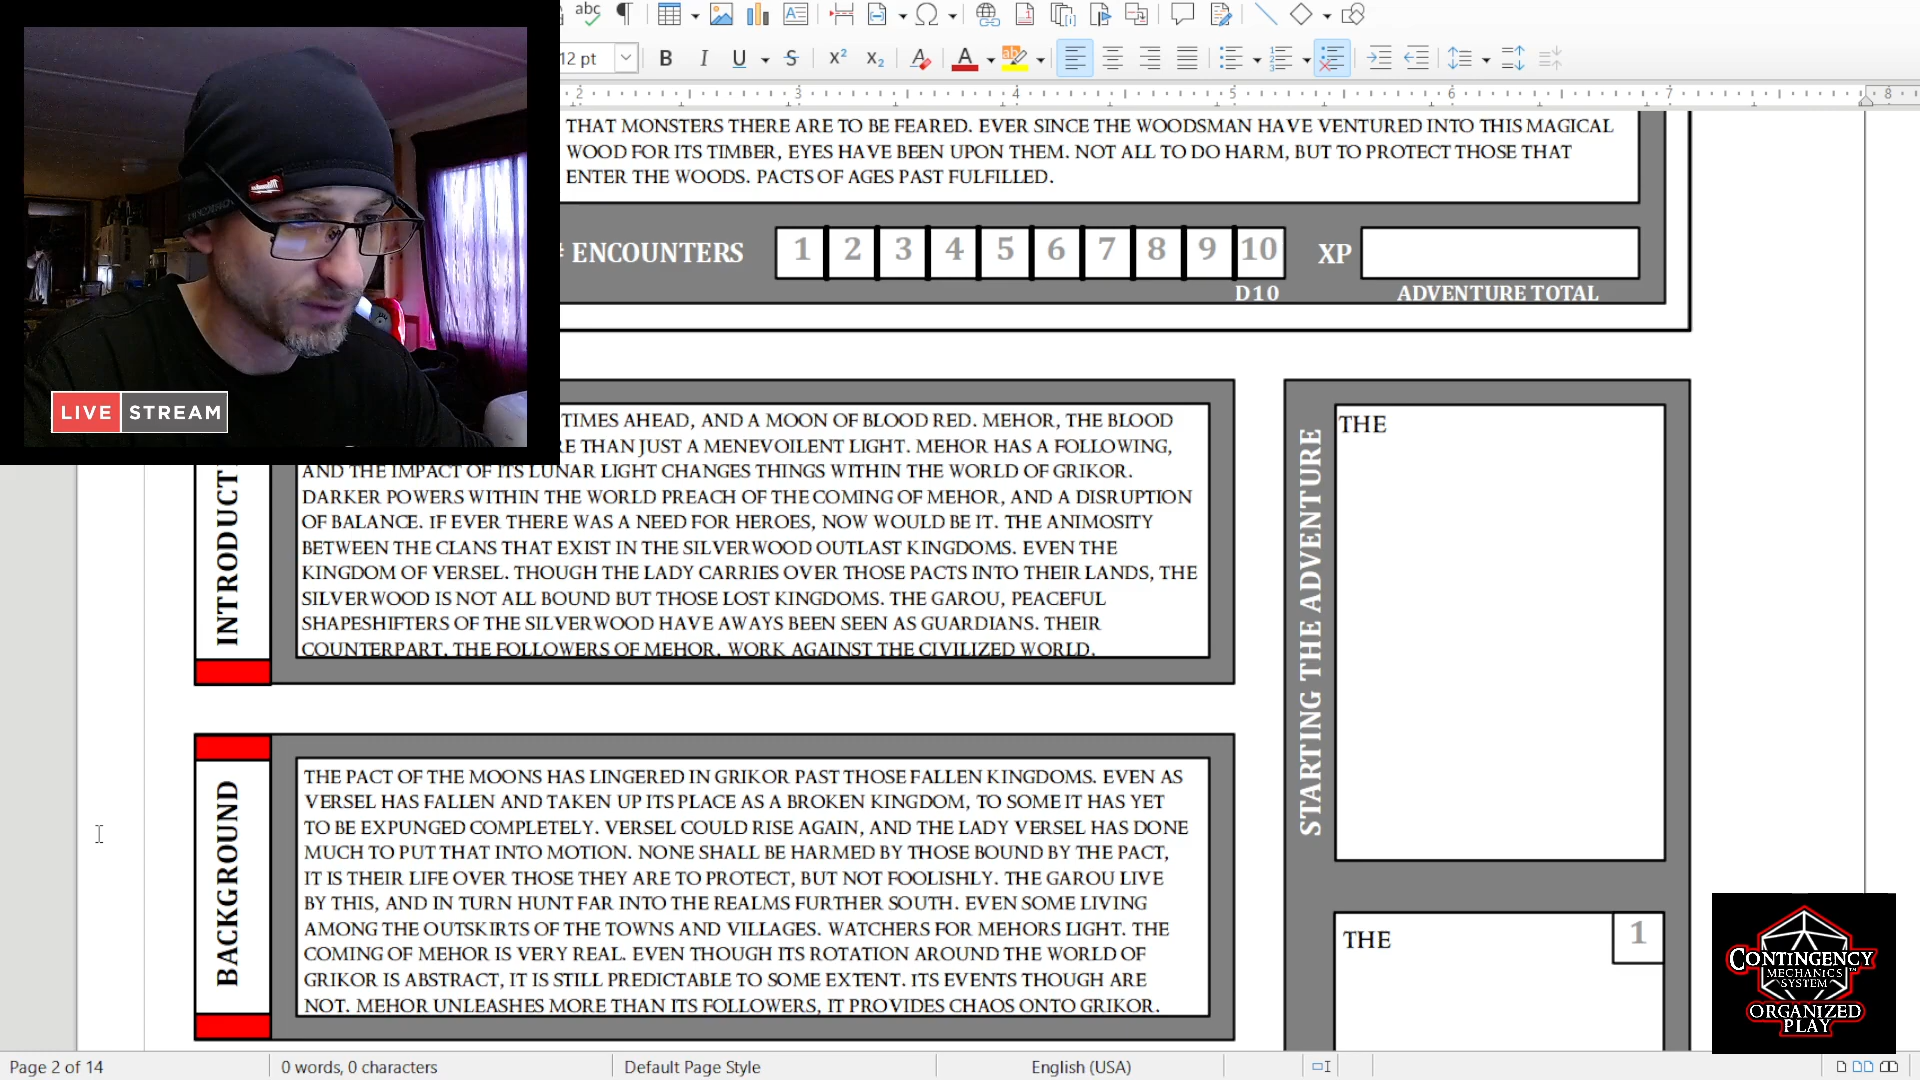 12 pt
2 3 4 5 6 7 8
THAT MONSTERS THERE ARE TO BE FEARED. EVER SINCE THE WOODSMAN HAVE VENTURED INTO THIS MAGICAL
WOOD FOR ITS TIMBER, EYES HAVE BEEN UPON THEM. NOT ALL TO DO HARM, BUT TO PROTECT THOSE THAT
ENTER THE WOODS. PACTS OF AGES PAST FULFILLED.
# ENCOUNTERS
1 2 3 4 5 6 7 8 9 10
D10
XP
ADVENTURE TOTAL
LIVE STREAM
INTRODUCT
TIMES AHEAD, AND A MOON OF BLOOD RED. MEHOR, THE BLOOD
RE THAN JUST A MENEVOILENT LIGHT. MEHOR HAS A FOLLOWING,
AND THE IMPACT OF ITS LUNAR LIGHT CHANGES THINGS WITHIN THE WORLD OF GRIKOR.
DARKER POWERS WITHIN THE WORLD PREACH OF THE COMING OF MEHOR, AND A DISRUPTION
OF BALANCE. IF EVER THERE WAS A NEED FOR HEROES, NOW WOULD BE IT. THE ANIMOSITY
BETWEEN THE CLANS THAT EXIST IN THE SILVERWOOD OUTLAST KINGDOMS. EVEN THE
KINGDOM OF VERSEL. THOUGH THE LADY CARRIES OVER THOSE PACTS INTO THEIR LANDS, THE
SILVERWOOD IS NOT ALL BOUND BUT THOSE LOST KINGDOMS. THE GAROU, PEACEFUL
SHAPESHIFTERS OF THE SILVERWOOD HAVE AWAYS BEEN SEEN AS GUARDIANS. THEIR
COUNTERPART, THE FOLLOWERS OF MEHOR, WORK AGAINST THE CIVILIZED WORLD.
BACKGROUND
THE PACT OF THE MOONS HAS LINGERED IN GRIKOR PAST THOSE FALLEN KINGDOMS. EVEN AS
VERSEL HAS FALLEN AND TAKEN UP ITS PLACE AS A BROKEN KINGDOM, TO SOME IT HAS YET
TO BE EXPUNGED COMPLETELY. VERSEL COULD RISE AGAIN, AND THE LADY VERSEL HAS DONE
MUCH TO PUT THAT INTO MOTION. NONE SHALL BE HARMED BY THOSE BOUND BY THE PACT,
IT IS THEIR LIFE OVER THOSE THEY ARE TO PROTECT, BUT NOT FOOLISHLY. THE GAROU LIVE
BY THIS, AND IN TURN HUNT FAR INTO THE REALMS FURTHER SOUTH. EVEN SOME LIVING
AMONG THE OUTSKIRTS OF THE TOWNS AND VILLAGES. WATCHERS FOR MEHORS LIGHT. THE
COMING OF MEHOR IS VERY REAL. EVEN THOUGH ITS ROTATION AROUND THE WORLD OF
GRIKOR IS ABSTRACT, IT IS STILL PREDICTABLE TO SOME EXTENT. ITS EVENTS THOUGH ARE
NOT. MEHOR UNLEASHES MORE THAN ITS FOLLOWERS, IT PROVIDES CHAOS ONTO GRIKOR.
STARTING THE ADVENTURE
THE
THE
1
CONTINGENCY
MECHANICS
SYSTEM
ORGANIZED
PLAY
Page 2 of 14
0 words, 0 characters
Default Page Style
English (USA)